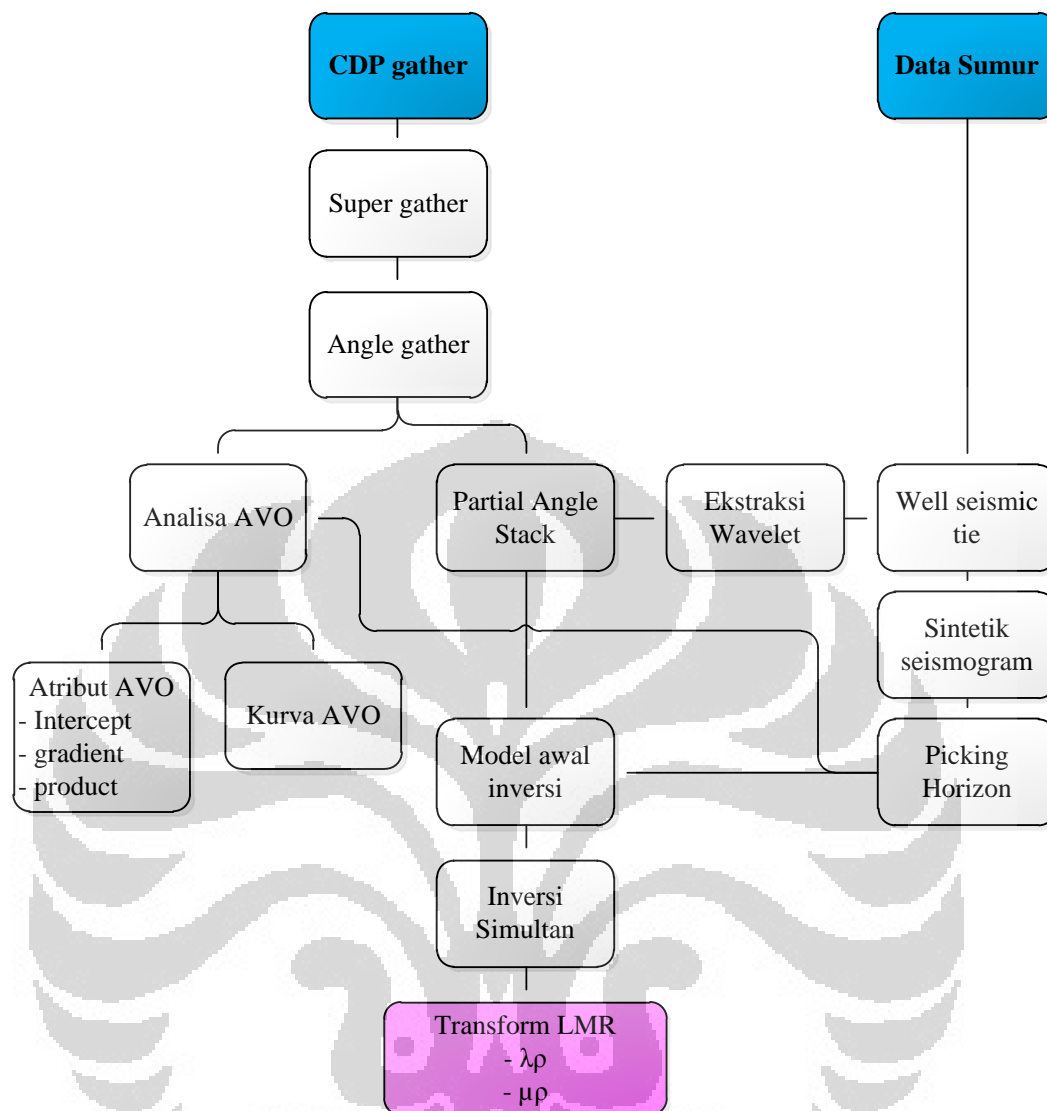 CDP gather
Data Sumur
Super gather
Angle gather
Analisa AVO
Partial Angle
Stack
Ekstraksi
Wavelet
Well seismic
tie
Sintetik
seismogram
Atribut AVO
- Intercept
- gradient
- product
Kurva AVO
Model awal
inversi
Picking
Horizon
Inversi
Simultan
Transform LMR
- λρ
- μρ